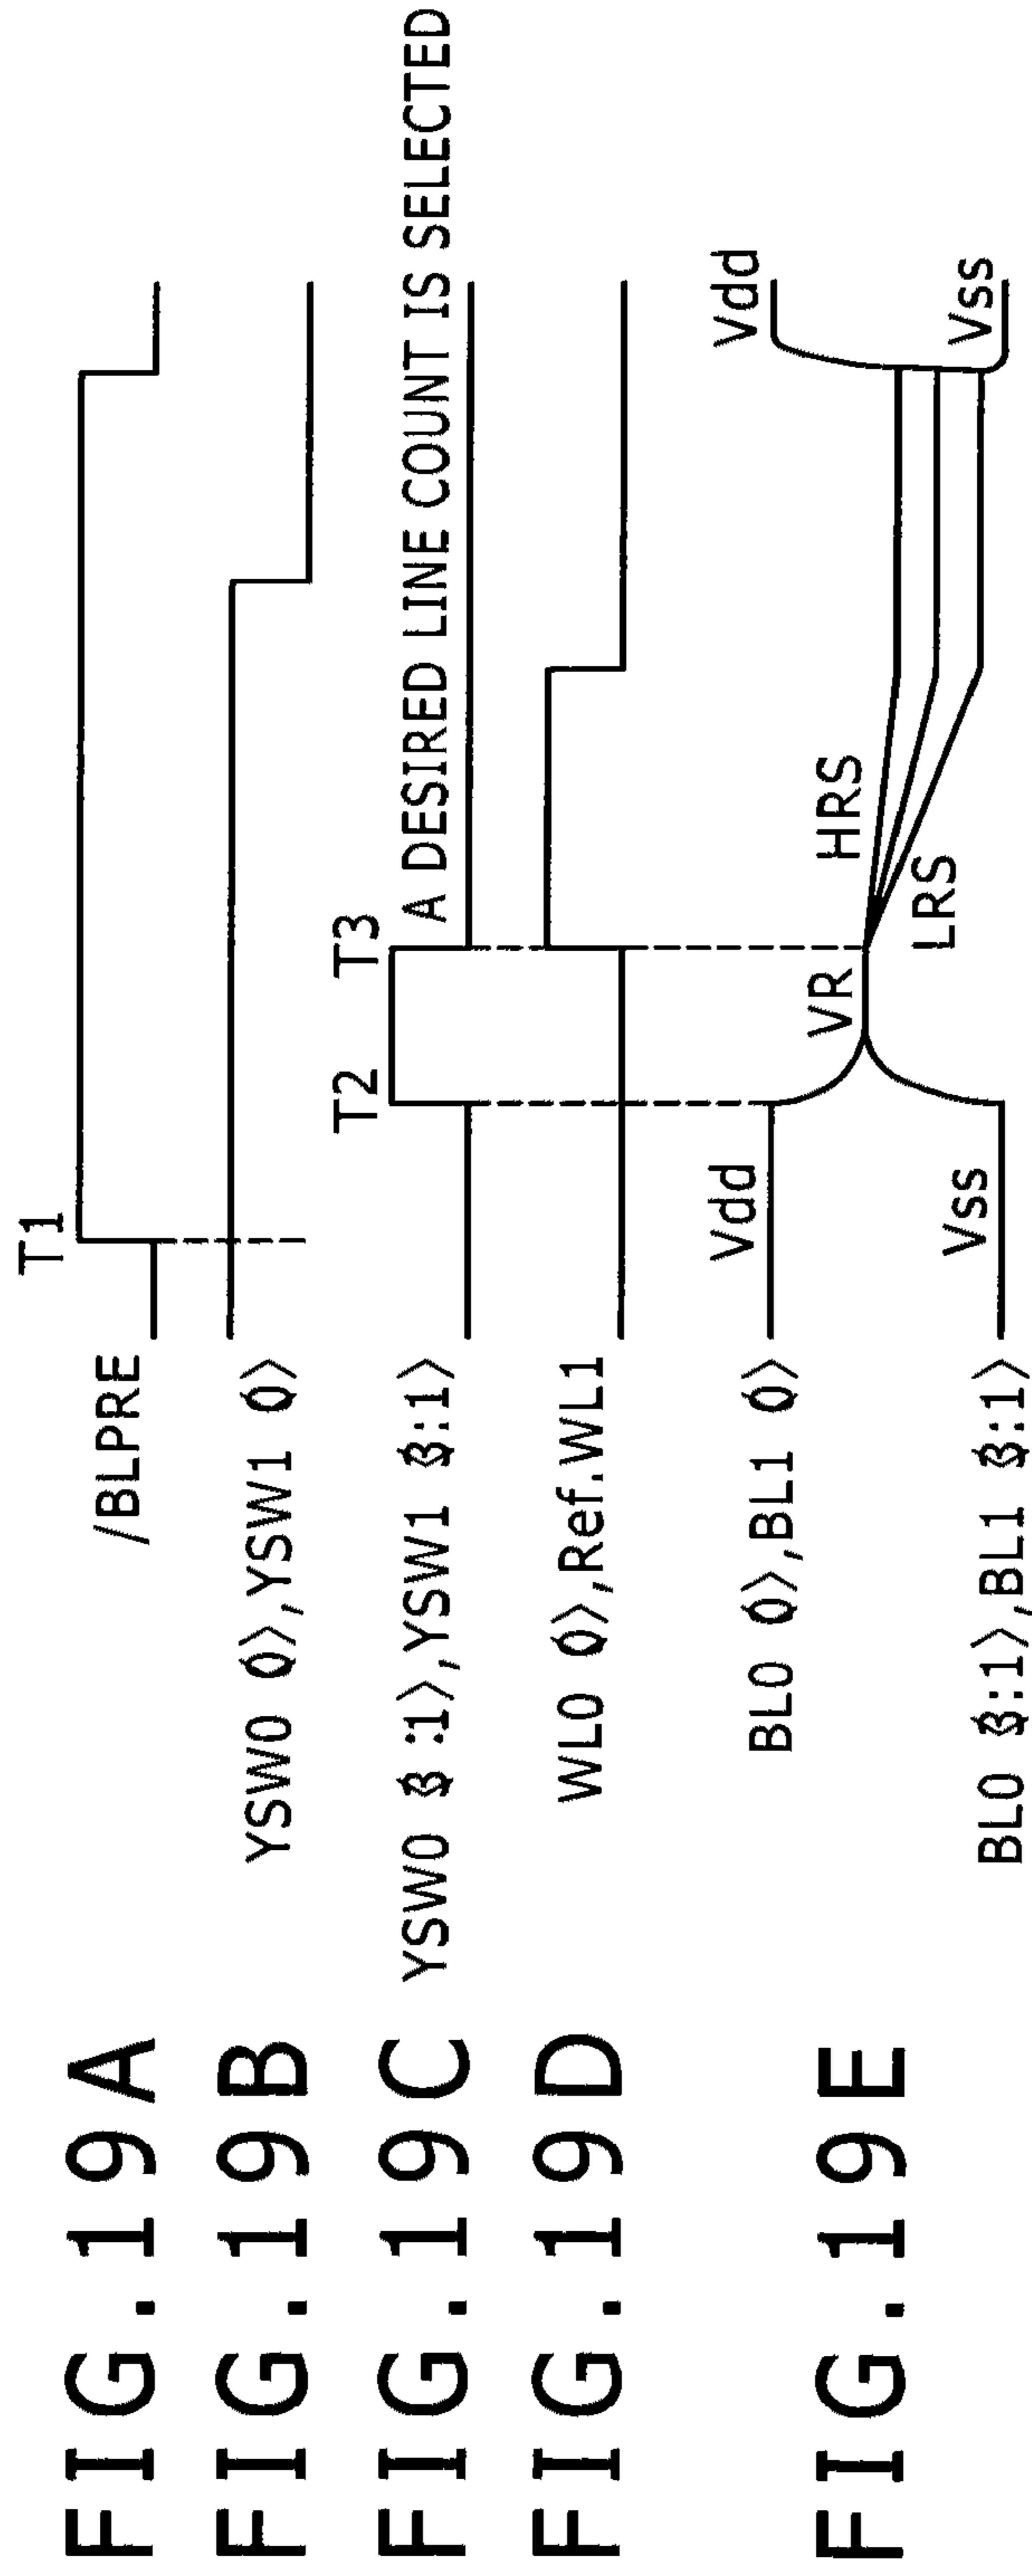 FIG.19A
/BLPRE
T1
FIG.19B
YSW0⟨0⟩,YSW1⟨0⟩
FIG.19C
YSW0⟨3:1⟩,YSW1⟨3:1⟩
T2
T3
A DESIRED LINE COUNT IS SELECTED
FIG.19D
WL0⟨0⟩,Ref.WL1
FIG.19E
BL0⟨0⟩,BL1⟨0⟩
Vdd
VR
HRS
LRS
Vdd
BL0⟨3:1⟩,BL1⟨3:1⟩
Vss
Vss